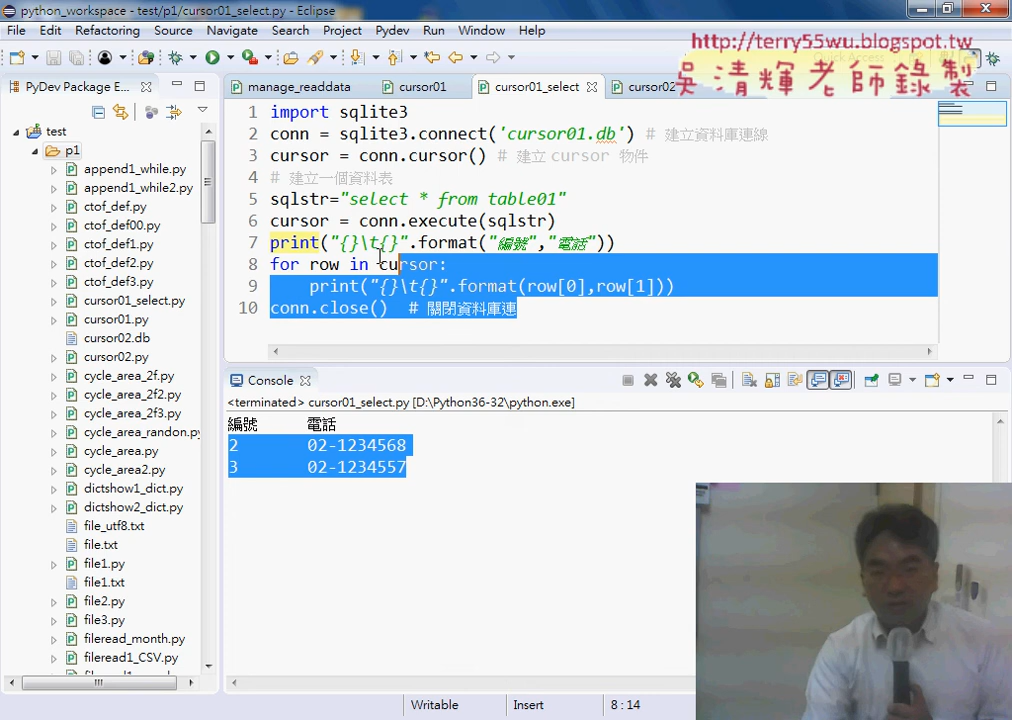 python_workspace - test/p1/cursor01_select.py - Eclipse
File Edit Refactoring Source Navigate Search Project Pydev Run Window Help
http://terry55wu.blogspot.tw
Quick Access
吳清輝老師錄製
PyDev Package E...
manage_readdata
cursor01
cursor01_select
cursor02
test
p1
append1_while.py
append1_while2.py
ctof_def.py
ctof_def00.py
ctof_def1.py
ctof_def2.py
ctof_def3.py
cursor01_select.py
cursor01.py
cursor02.db
cursor02.py
cycle_area_2f.py
cycle_area_2f2.py
cycle_area_2f3.py
cycle_area_randon.py
cycle_area.py
cycle_area2.py
dictshow1_dict.py
dictshow2_dict.py
file_utf8.txt
file.txt
file1.py
file1.txt
file2.py
file3.py
fileread_month.py
fileread1_CSV.py
1 import sqlite3
2 conn = sqlite3.connect('cursor01.db') # 建立資料庫連線
3 cursor = conn.cursor() # 建立 cursor 物件
4 # 建立一個資料表
5 sqlstr="select * from table01"
6 cursor = conn.execute(sqlstr)
7 print("{}\t{}".format("編號","電話"))
8 for row in cursor:
9 print("{}\t{}".format(row[0],row[1]))
10 conn.close() # 關閉資料庫連
Console
<terminated> cursor01_select.py [D:\Python36-32\python.exe]
編號 電話
2 02-1234568
3 02-1234557
Writable Insert 8 : 14